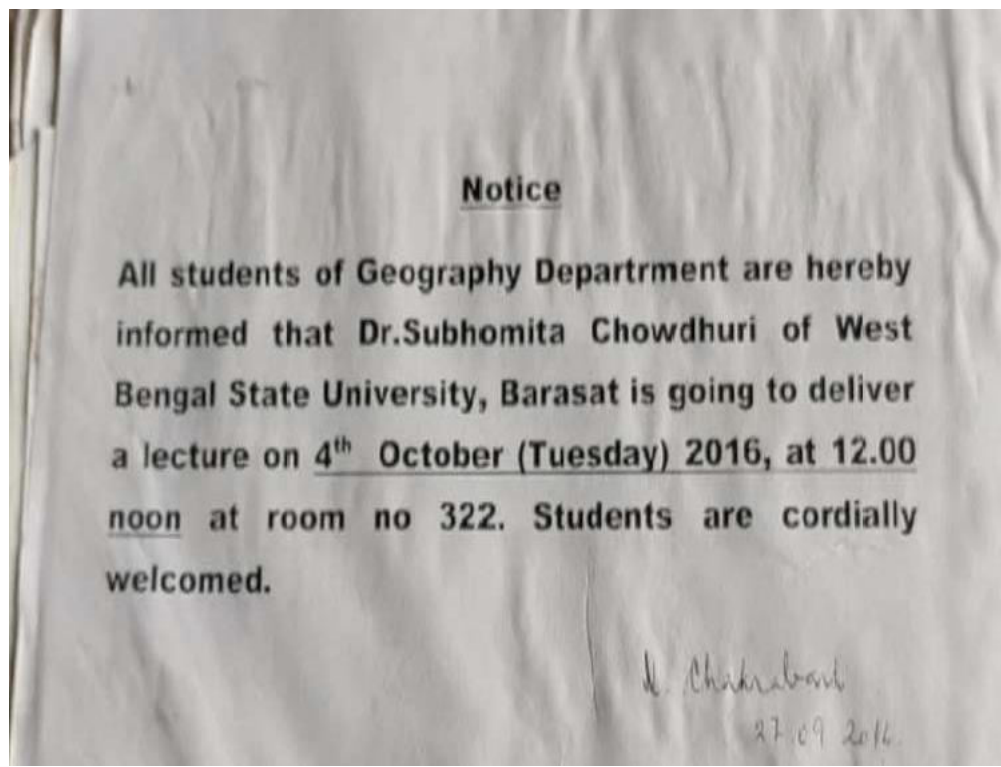 Notice
All students of Geography Departrment are hereby
informed that Dr.Subhomita Chowdhuri of West
Bengal State University, Barasat is going to deliver
a lecture on 4th October (Tuesday) 2016, at 12.00
noon at room no 322. Students are cordially
welcomed.
27.09 2016